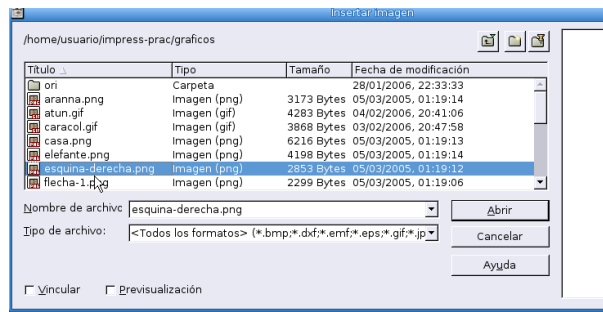 Insertar imagen
/home/usuario/impress-prac/graficos
Título Tipo Tamaño Fecha de modificación
ori Carpeta 28/01/2006, 22:33:33
aranna.png Imagen (png) 3173 Bytes 05/03/2005, 01:19:14
atun.gif Imagen (gif) 4283 Bytes 04/02/2006, 20:41:06
caracol.gif Imagen (gif) 3868 Bytes 03/02/2006, 20:47:58
casa.png Imagen (png) 6216 Bytes 05/03/2005, 01:19:13
elefante.png Imagen (png) 4198 Bytes 05/03/2005, 01:19:14
esquina-derecha.png Imagen (png) 2853 Bytes 05/03/2005, 01:19:12
flecha-1.png Imagen (png) 2299 Bytes 05/03/2005, 01:19:06
Nombre de archivo esquina-derecha.png Abrir
Tipo de archivo: <Todos los formatos> (*.bmp;*.dxf;*.emf;*.eps;*.gif;*.jp Cancelar
Ayuda
Vincular Previsualización